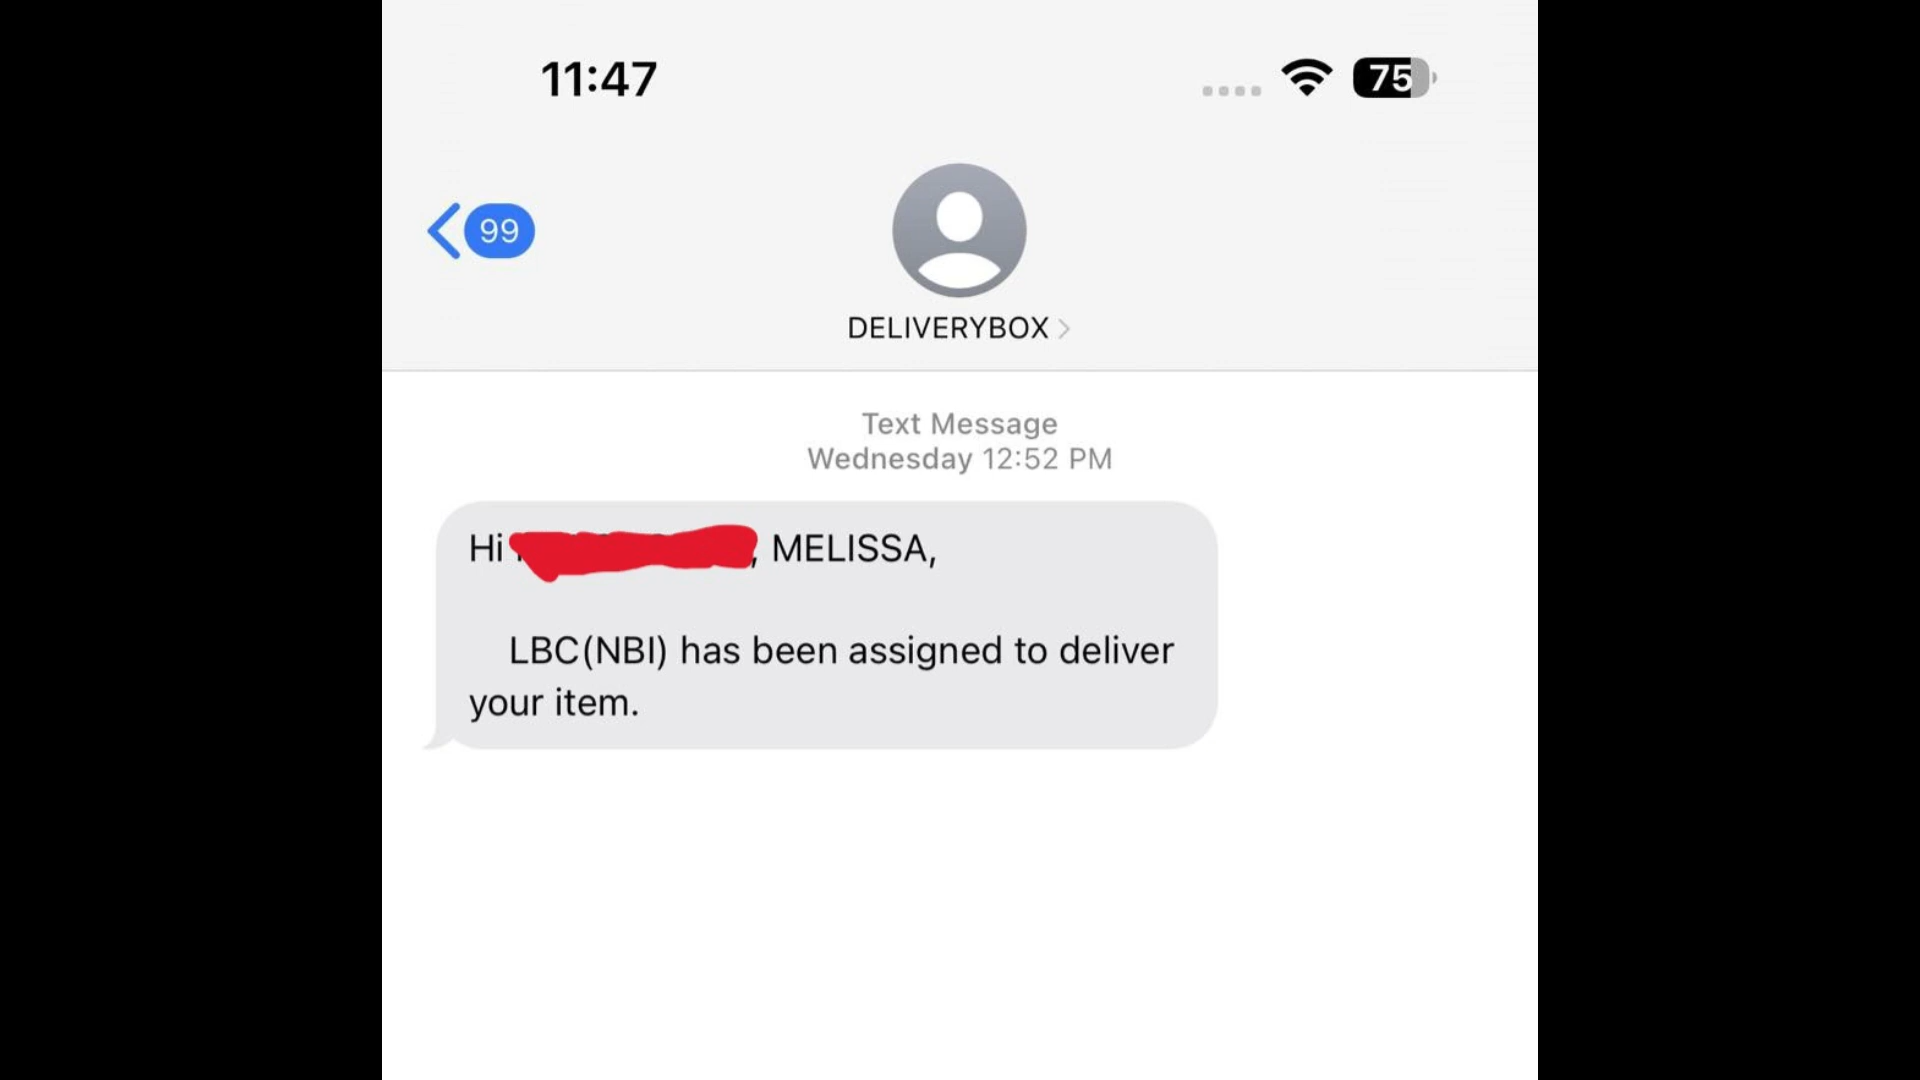 11:47
75
99
DELIVERYBOX
Text Message
Wednesday 12:52 PM
Hi , MELISSA,
LBC(NBI) has been assigned to deliver
your item.